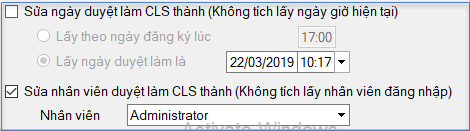 Sửa ngày duyệt làm CLS thành (Không tích lấy ngày giờ hiện tại)
Lấy theo ngày đăng ký lúc 17:00
Lấy ngày duyệt làm là 22/03/2019 10:17
Sửa nhân viên duyệt làm CLS thành (Không tích lấy nhân viên đăng nhập)
Nhân viên Administrator
Activate Windows